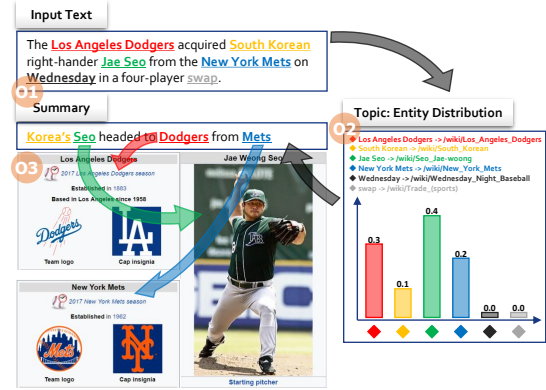 Input Text
The Los Angeles Dodgers acquired South Korean
right-hander Jae Seo from the New York Mets on
Wednesday in a four-player swap.
01
Summary
Korea's Seo headed to Dodgers from Mets
03
Los Angeles Dodgers
2017 Los Angeles Dodgers season
Established in 1883
Based in Los Angeles since 1958
Dodgers
LA
Team logo
Cap insignia
New York Mets
2017 New York Mets season
Established in 1962
Mets
NY
Team logo
Cap insignia
Jae Weong Seo
Starting pitcher
Topic: Entity Distribution
02
Los Angeles Dodgers -> /wiki/Los_Angeles_Dodgers
South Korean -> /wiki/South_Korean
Jae Seo -> /wiki/Seo_Jae-woong
New York Mets -> /wiki/New_York_Mets
Wednesday -> /wiki/Wednesday_Night_Baseball
swap -> /wiki/Trade_(sports)
0.3
0.1
0.4
0.2
0.0
0.0